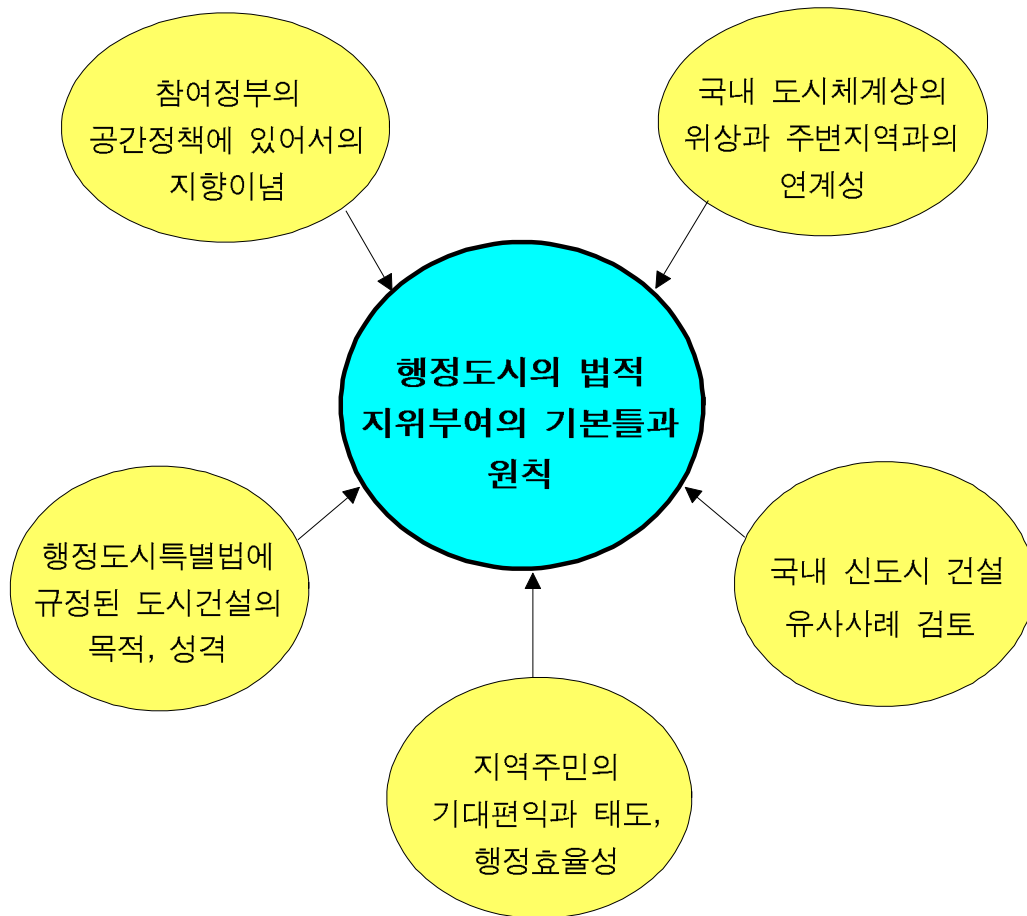 참여정부의
공간정책에 있어서의
지향이념
국내 도시체계상의
위상과 주변지역과의
연계성
행정도시의 법적
지위부여의 기본틀과
원칙
행정도시특별법에
규정된 도시건설의
목적, 성격
국내 신도시 건설
유사사례 검토
지역주민의
기대편익과 태도,
행정효율성